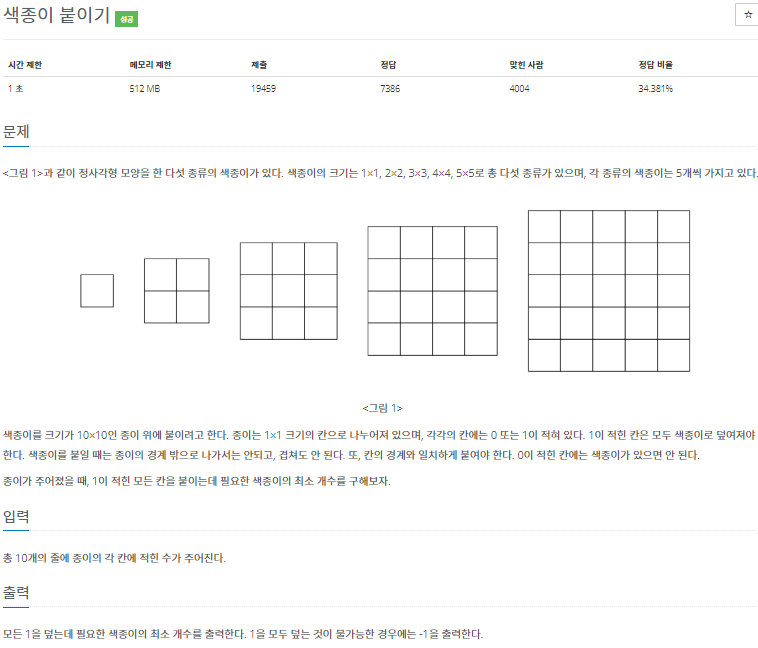 색종이 붙이기 성공
☆
시간 제한 메모리 제한 제출 정답 맞힌 사람 정답 비율
1 초 512 MB 19459 7386 4004 34.381%
문제
<그림 1>과 같이 정사각형 모양을 한 다섯 종류의 색종이가 있다. 색종이의 크기는 1×1, 2×2, 3×3, 4×4, 5×5로 총 다섯 종류가 있으며, 각 종류의 색종이는 5개씩 가지고 있다.
<그림 1>
색종이를 크기가 10×10인 종이 위에 붙이려고 한다. 종이는 1×1 크기의 칸으로 나누어져 있으며, 각각의 칸에는 0 또는 1이 적혀 있다. 1이 적힌 칸은 모두 색종이로 덮여져야
한다. 색종이를 붙일 때는 종이의 경계 밖으로 나가서는 안되고, 겹쳐도 안 된다. 또, 칸의 경계와 일치하게 붙여야 한다. 0이 적힌 칸에는 색종이가 있으면 안 된다.
종이가 주어졌을 때, 1이 적힌 모든 칸을 붙이는데 필요한 색종이의 최소 개수를 구해보자.
입력
총 10개의 줄에 종이의 각 칸에 적힌 수가 주어진다.
출력
모든 1을 덮는데 필요한 색종이의 최소 개수를 출력한다. 1을 모두 덮는 것이 불가능한 경우에는 -1을 출력한다.